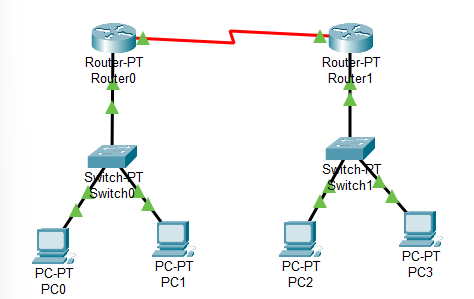 Router-PT
Router0
Router-PT
Router1
Switch-PT
Switch0
Switch-PT
Switch1
PC-PT
PC0
PC-PT
PC1
PC-PT
PC2
PC-PT
PC3